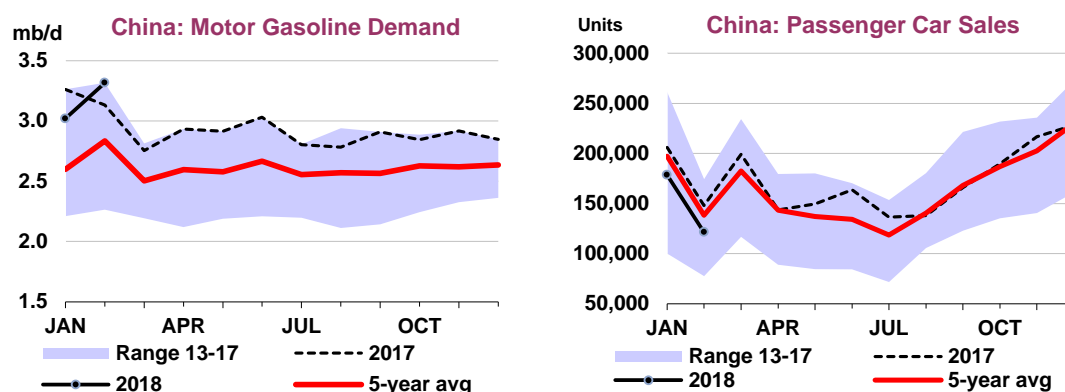 China: Motor Gasoline Demand
mb/d
3.5
3.0
2.5
2.0
1.5
JAN APR JUL OCT
Range 13-17 2017
2018 5-year avg
China: Passenger Car Sales
Units
300,000
250,000
200,000
150,000
100,000
50,000
JAN APR JUL OCT
Range 13-17 2017
2018 5-year avg